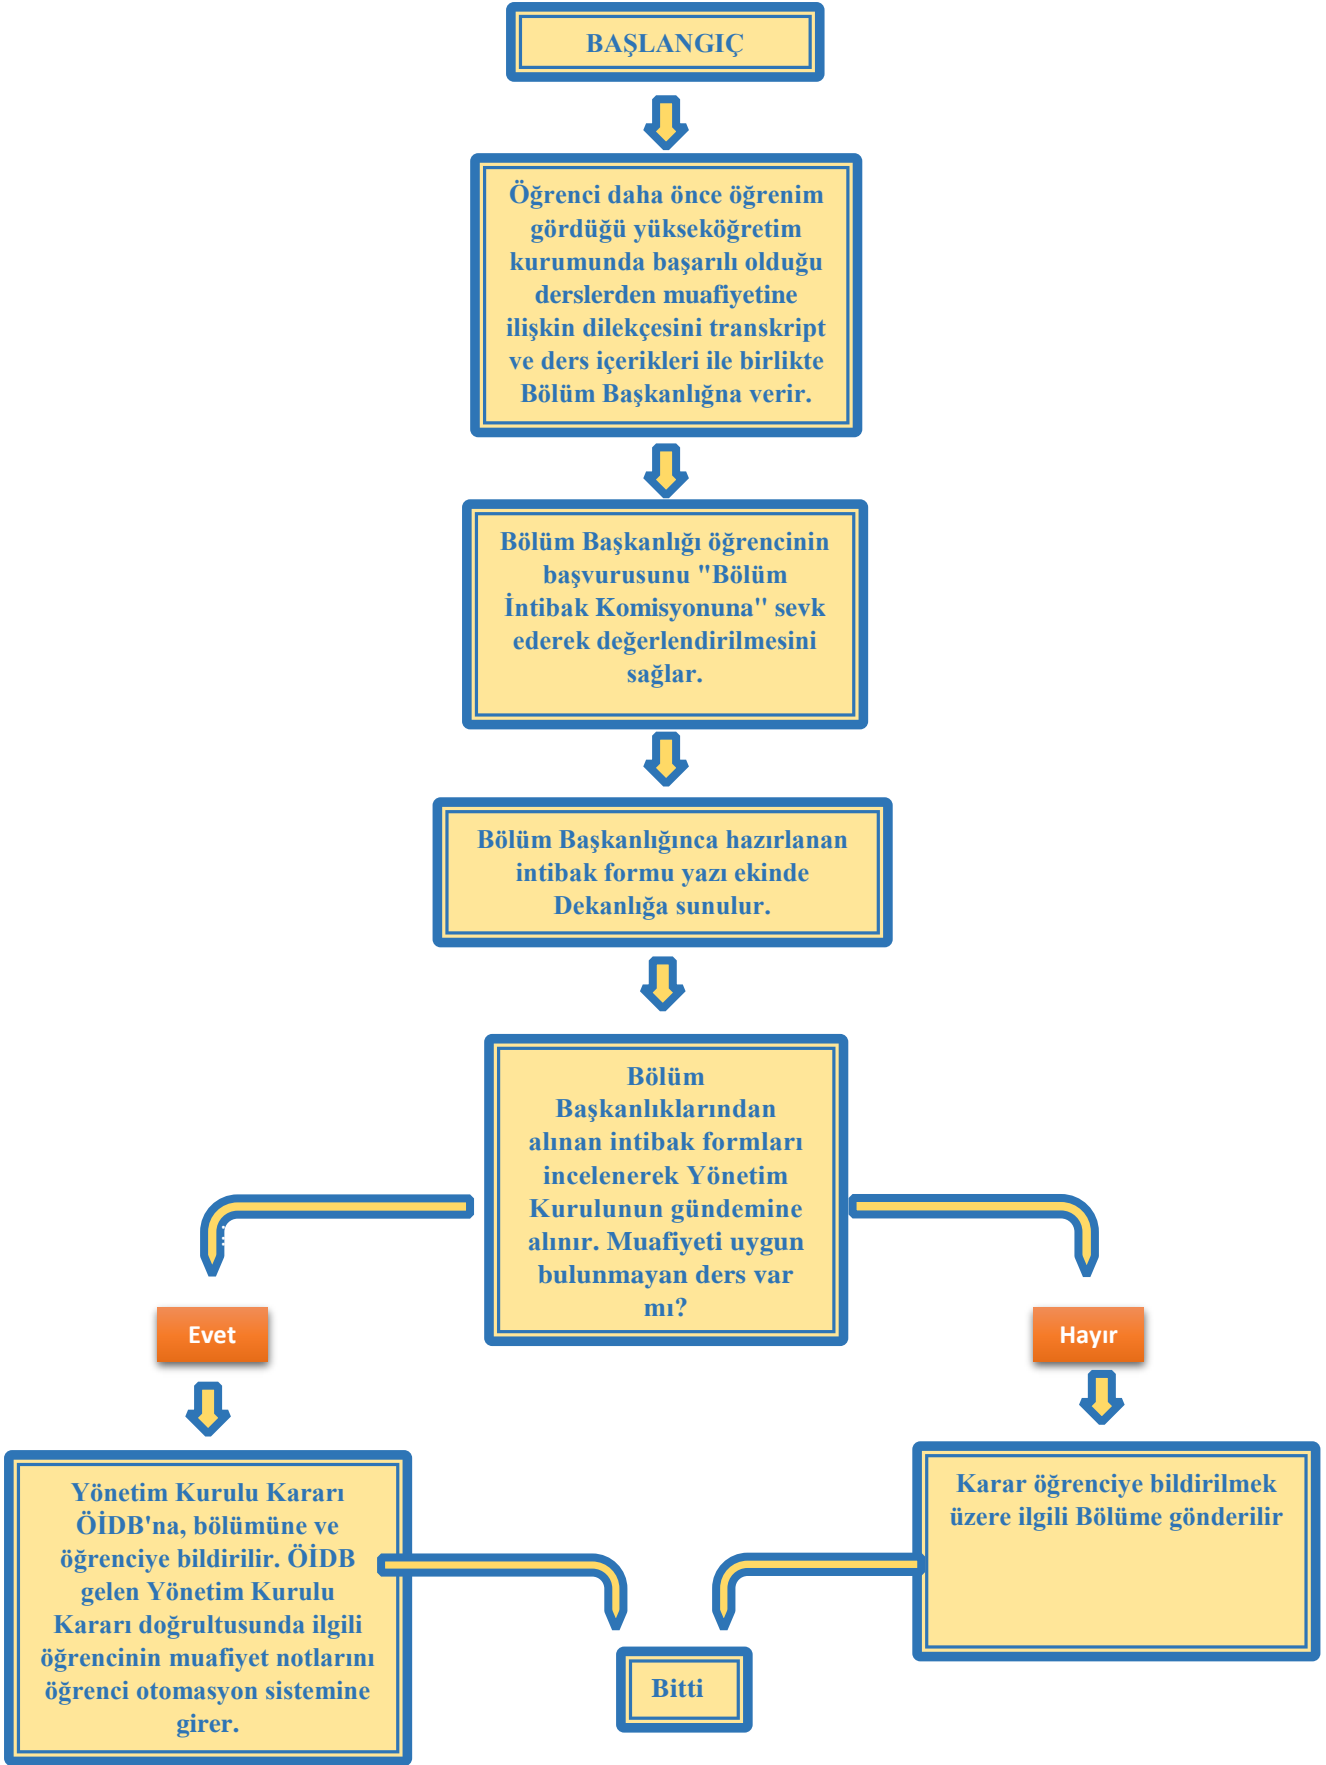 BAŞLANGIÇ
Öğrenci daha önce öğrenim
gördüğü yükseköğretim
kurumunda başarılı olduğu
derslerden muafiyetine
ilişkin dilekçesini transkript
ve ders içerikleri ile birlikte
Bölüm Başkanlığna verir.
Bölüm Başkanlığı öğrencinin
başvurusunu "Bölüm
İntibak Komisyonuna" sevk
ederek değerlendirilmesini
sağlar.
Bölüm Başkanlığınca hazırlanan
intibak formu yazı ekinde
Dekanlığa sunulur.
Bölüm
Başkanlıklarından
alınan intibak formları
incelenerek Yönetim
Kurulunun gündemine
alınır. Muafiyeti uygun
bulunmayan ders var
mı?
Evet
Hayır
Yönetim Kurulu Kararı
ÖİDB'na, bölümüne ve
öğrenciye bildirilir. ÖİDB
gelen Yönetim Kurulu
Kararı doğrultusunda ilgili
öğrencinin muafiyet notlarını
öğrenci otomasyon sistemine
girer.
Karar öğrenciye bildirilmek
üzere ilgili Bölüme gönderilir
Bitti